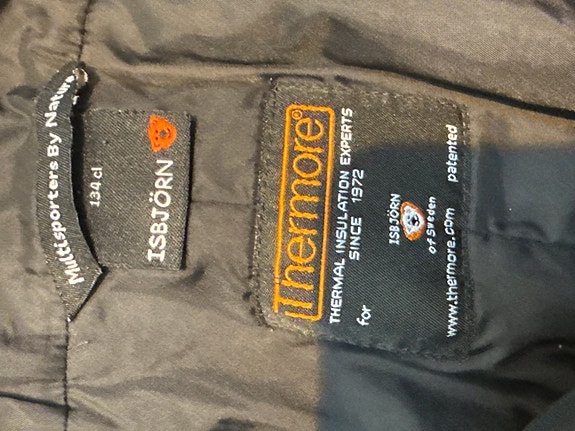 Multisporters By Nature
134 cl
ISBJÖRN
Thermore®
THERMAL INSULATION EXPERTS
SINCE 1972
for
ISBJÖRN
of Sweden
www.thermore.com patented